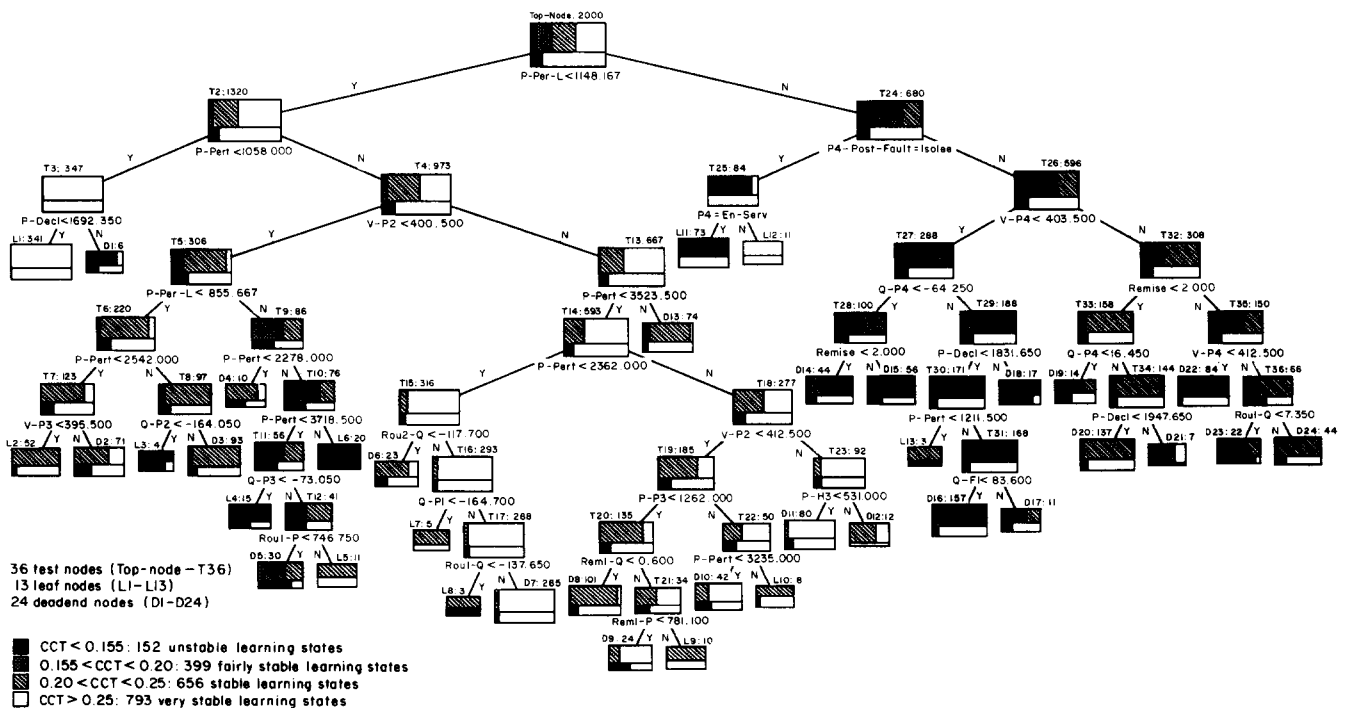 Top-Node. 2000
P-Per-L<1148.167
Y
N
T2:1320
P-Pert<1058.000
T24:680
P4-Post-Fault=Isolee
Y
N
Y
N
T3:347
P-Decl<1692.350
T4:973
V-P2<400.500
T25:84
P4=En-Serv
T26:596
V-P4<403.500
Y
N
Y
N
Y
N
Y
N
L1:341
D1:6
T5:306
P-Per-L<855.667
T13:667
P-Pert<3523.500
L11:73
L12:11
T27:288
Q-P4<-64.250
T32:308
Remise<2.000
Y
N
Y
N
Y
N
Y
N
T6:220
P-Pert<2542.000
T9:86
P-Pert<2278.000
T14:593
P-Pert<2362.000
D13:74
T28:100
Remise<2.000
T29:188
P-Decl<1831.650
T33:158
Q-P4<16.450
T35:150
V-P4<412.500
Y
N
Y
N
Y
N
Y
N
Y
N
Y
N
Y
N
T7:123
V-P3<395.500
T8:97
Q-P2<-164.050
D4:10
T10:76
P-Pert<3718.500
T15:316
Rou2-Q<-117.700
T18:277
V-P2<412.500
D14:44
D15:56
T30:171
P-Pert<1211.500
D18:17
D19:14
T34:144
P-Decl<1947.650
D22:84
T36:66
Roul-Q<7.350
Y
N
Y
N
Y
N
Y
N
Y
N
Y
N
Y
N
Y
N
L2:52
D2:71
L3:4
D3:93
T11:56
Q-P3<-73.050
L6:20
D6:23
T16:293
Q-P1<-164.700
T19:185
P-P3<1262.000
T23:92
P-H3<531.000
L13:3
T31:168
Q-F1<83.600
D20:137
D21:7
D23:22
D24:44
Y
N
Y
N
Y
N
Y
N
Y
N
L4:15
T12:41
Roul-P<746.750
L7:5
T17:288
Roul-Q<-137.650
T20:135
Reml-Q<0.600
T22:50
P-Pert<3235.000
D11:80
D12:12
D16:157
D17:11
Y
N
Y
N
Y
N
Y
N
D5:30
L5:11
L8:3
D7:285
D8:101
T21:34
Reml-P<781.100
D10:42
L10:8
Y
N
D9:24
L9:10
36 test nodes (Top-node-T36)
13 leaf nodes (L1-L13)
24 deadend nodes (D1-D24)
CCT<0.155: 152 unstable learning states
0.155<CCT<0.20: 399 fairly stable learning states
0.20<CCT<0.25: 656 stable learning states
CCT>0.25: 793 very stable learning states